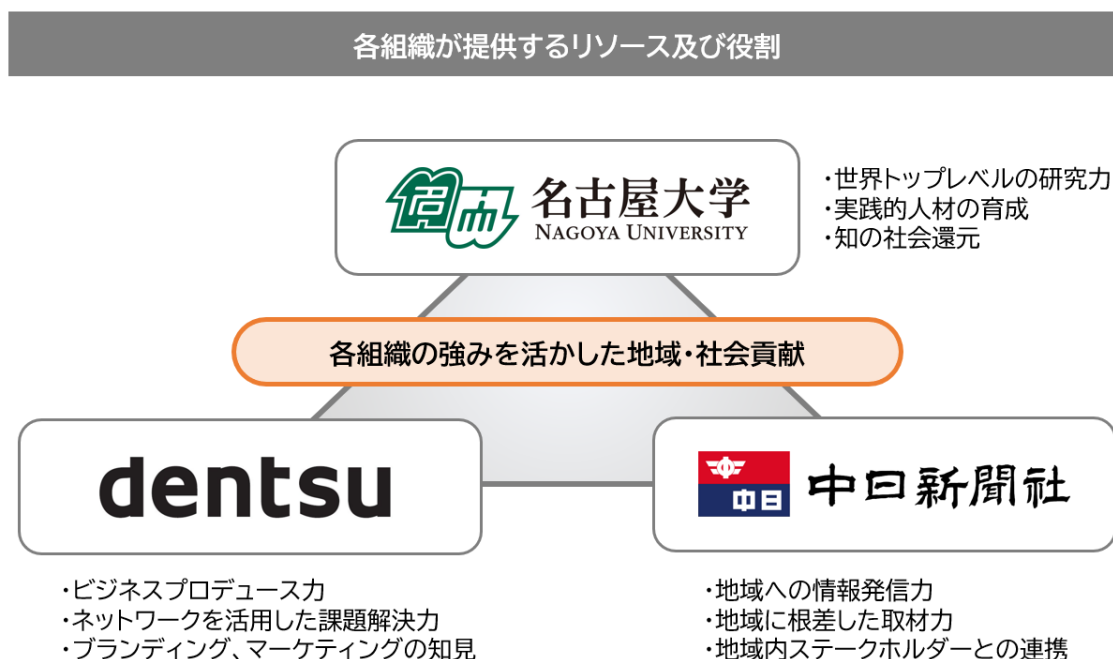 各組織が提供するリソース及び役割
名大 名古屋大学
NAGOYA UNIVERSITY
・世界トップレベルの研究力
・実践的人材の育成
・知の社会還元
各組織の強みを活かした地域・社会貢献
dentsu
中
中日
中日新聞社
・ビジネスプロデュース力
・ネットワークを活用した課題解決力
・ブランディング、マーケティングの知見
・地域への情報発信力
・地域に根差した取材力
・地域内ステークホルダーとの連携